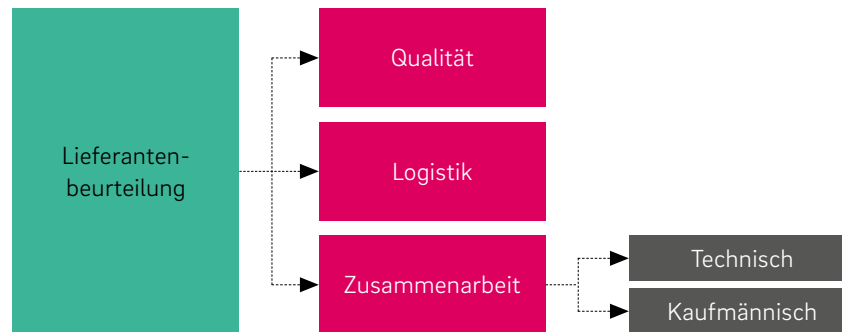 Lieferanten-
beurteilung
Qualität
Logistik
Zusammenarbeit
Technisch
Kaufmännisch